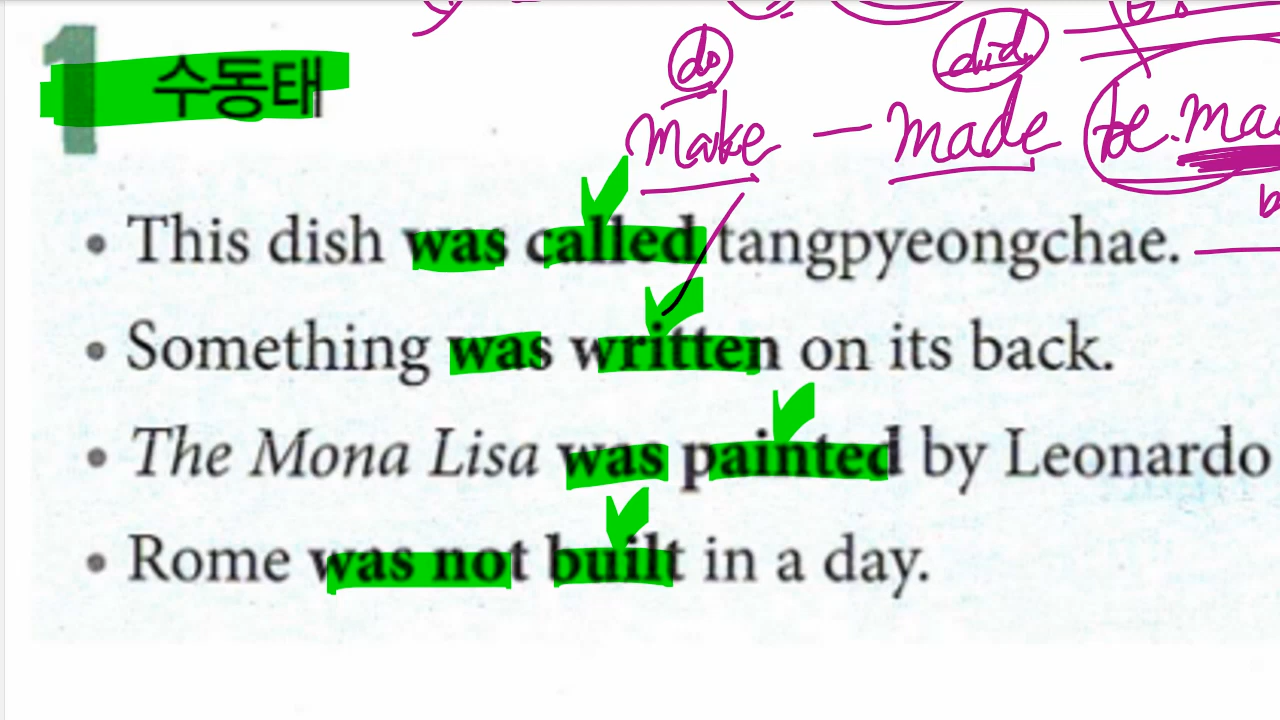 1 수동태
do did
make – made be made
• This dish was called tangpyeongchae.
• Something was written on its back.
• The Mona Lisa was painted by Leonardo
• Rome was not built in a day.